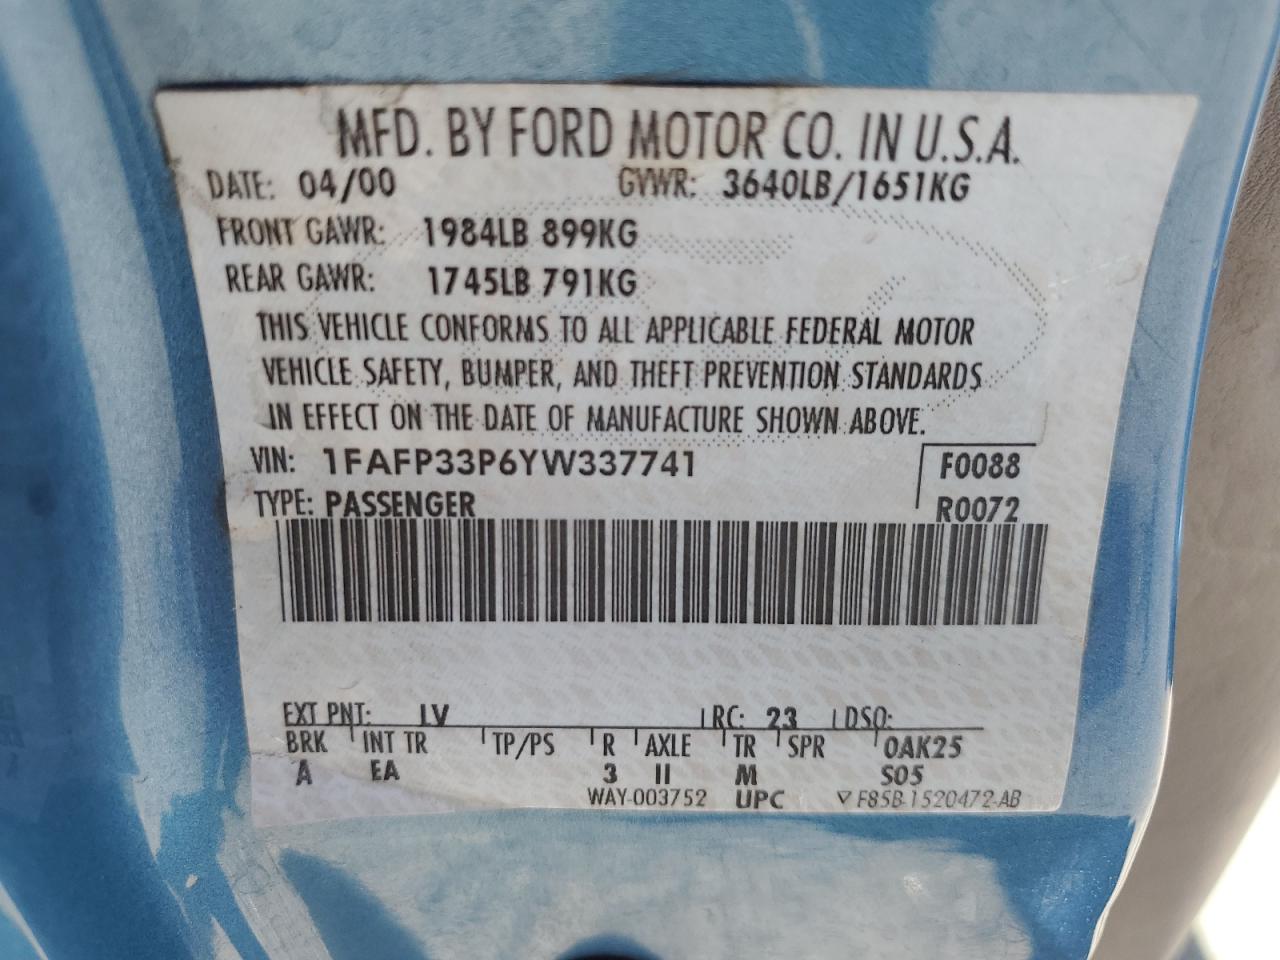 MFD. BY FORD MOTOR CO. IN U.S.A.
DATE: 04/00 GVWR: 3640LB/1651KG
FRONT GAWR: 1984LB 899KG
REAR GAWR: 1745LB 791KG
THIS VEHICLE CONFORMS TO ALL APPLICABLE FEDERAL MOTOR
VEHICLE SAFETY, BUMPER, AND THEFT PREVENTION STANDARDS
IN EFFECT ON THE DATE OF MANUFACTURE SHOWN ABOVE.
VIN: 1FAFP33P6YW337741 F0088
TYPE: PASSENGER R0072
EXT PNT: LV RC: 23 DSO:
BRK INT TR TP/PS R AXLE TR SPR 0AK25
A EA 3 II M S05
WAY-003752 UPC ▽ F85B-1520472-AB